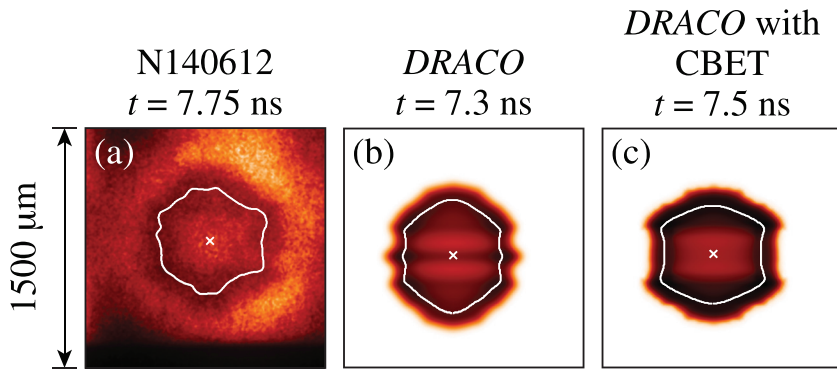 N140612
t = 7.75 ns
DRACO
t = 7.3 ns
DRACO with
CBET
t = 7.5 ns
1500 μm
(a)
(b)
(c)